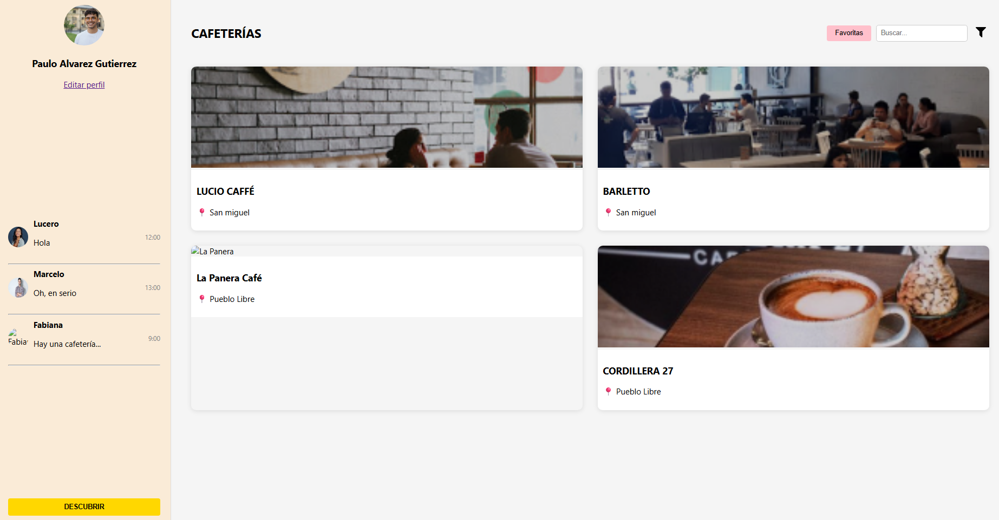 Paulo Alvarez Gutierrez
Editar perfil
Lucero
Hola
12:00
Marcelo
Oh, en serio
13:00
Fabiana
Fabian
Hay una cafetería...
9:00
DESCUBRIR
CAFETERÍAS
Favoritas
Buscar...
LUCIO CAFFÉ
San miguel
BARLETTO
San miguel
La Panera
La Panera Café
Pueblo Libre
CORDILLERA 27
Pueblo Libre